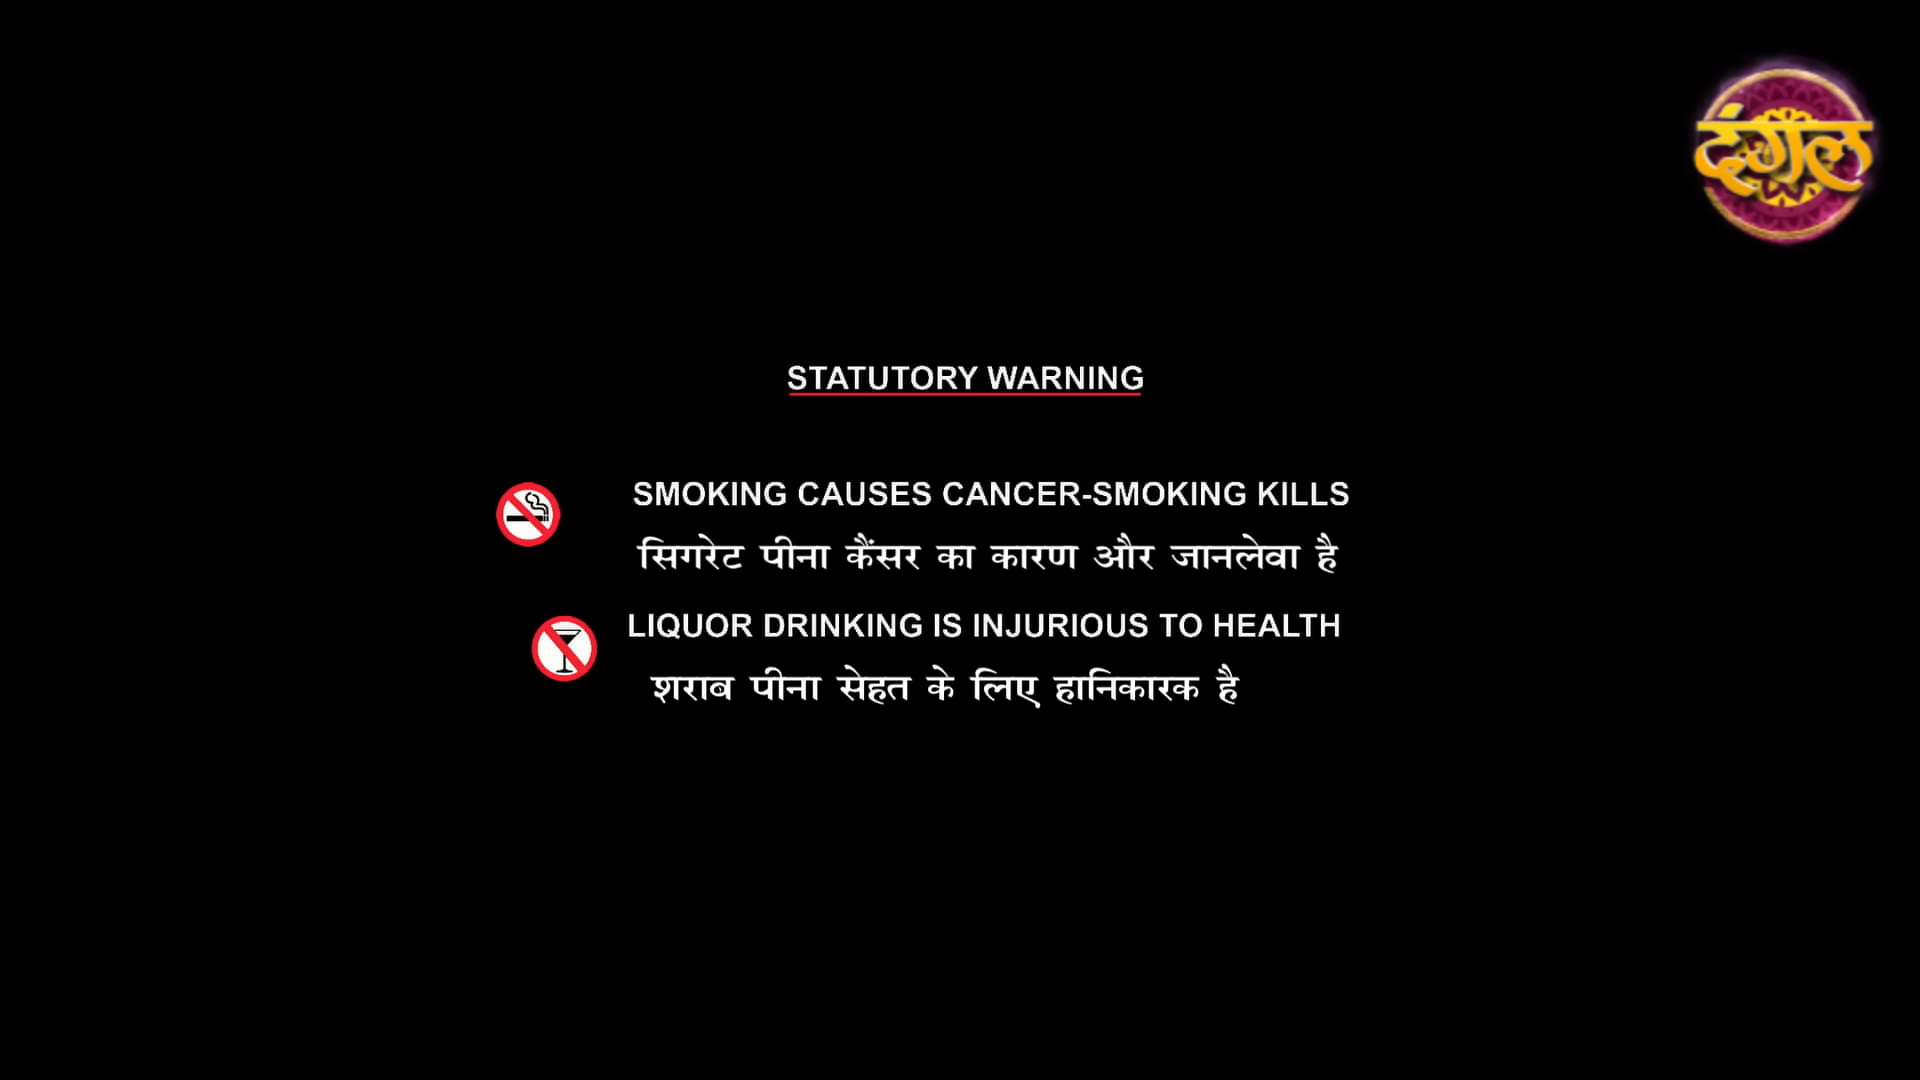 दंगल
STATUTORY WARNING
SMOKING CAUSES CANCER-SMOKING KILLS
सिगरेट पीना कैंसर का कारण और जानलेवा है
LIQUOR DRINKING IS INJURIOUS TO HEALTH
शराब पीना सेहत के लिए हानिकारक है